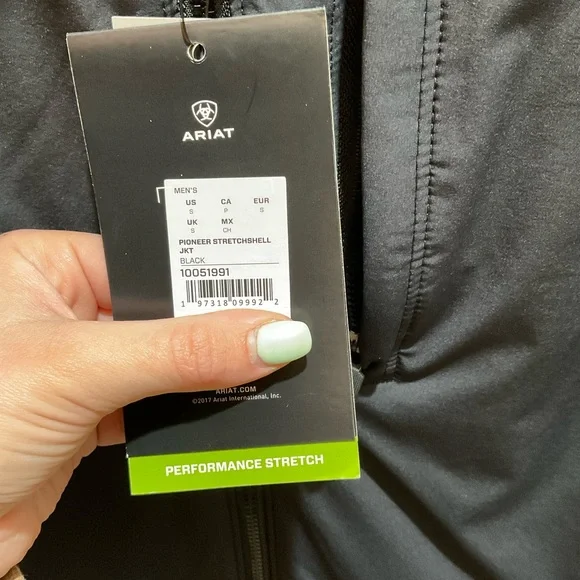 ARIAT
MEN'S
US CA EUR
S P S
UK MX
S CH
PIONEER STRETCHSHELL
JKT
BLACK
10051991
1 97318 09992 2
ARIAT.COM
©2017 Ariat International, Inc.
PERFORMANCE STRETCH